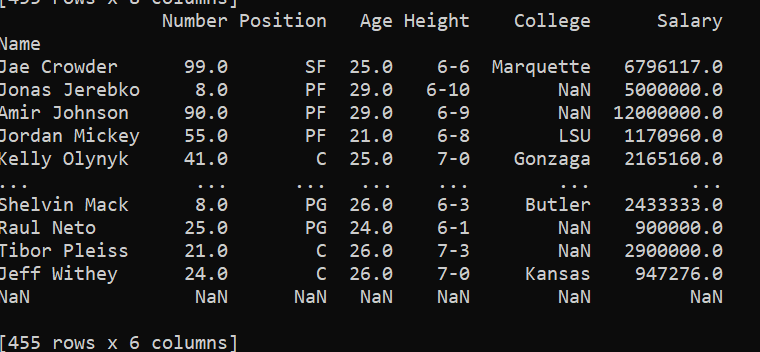 [455 rows x 8 columns]
Number Position Age Height College Salary
Name
Jae Crowder 99.0 SF 25.0 6-6 Marquette 6796117.0
Jonas Jerebko 8.0 PF 29.0 6-10 NaN 5000000.0
Amir Johnson 90.0 PF 29.0 6-9 NaN 12000000.0
Jordan Mickey 55.0 PF 21.0 6-8 LSU 1170960.0
Kelly Olynyk 41.0 C 25.0 7-0 Gonzaga 2165160.0
... ... ... ... ... ... ...
Shelvin Mack 8.0 PG 26.0 6-3 Butler 2433333.0
Raul Neto 25.0 PG 24.0 6-1 NaN 900000.0
Tibor Pleiss 21.0 C 26.0 7-3 NaN 2900000.0
Jeff Withey 24.0 C 26.0 7-0 Kansas 947276.0
NaN NaN NaN NaN NaN NaN NaN
[455 rows x 6 columns]